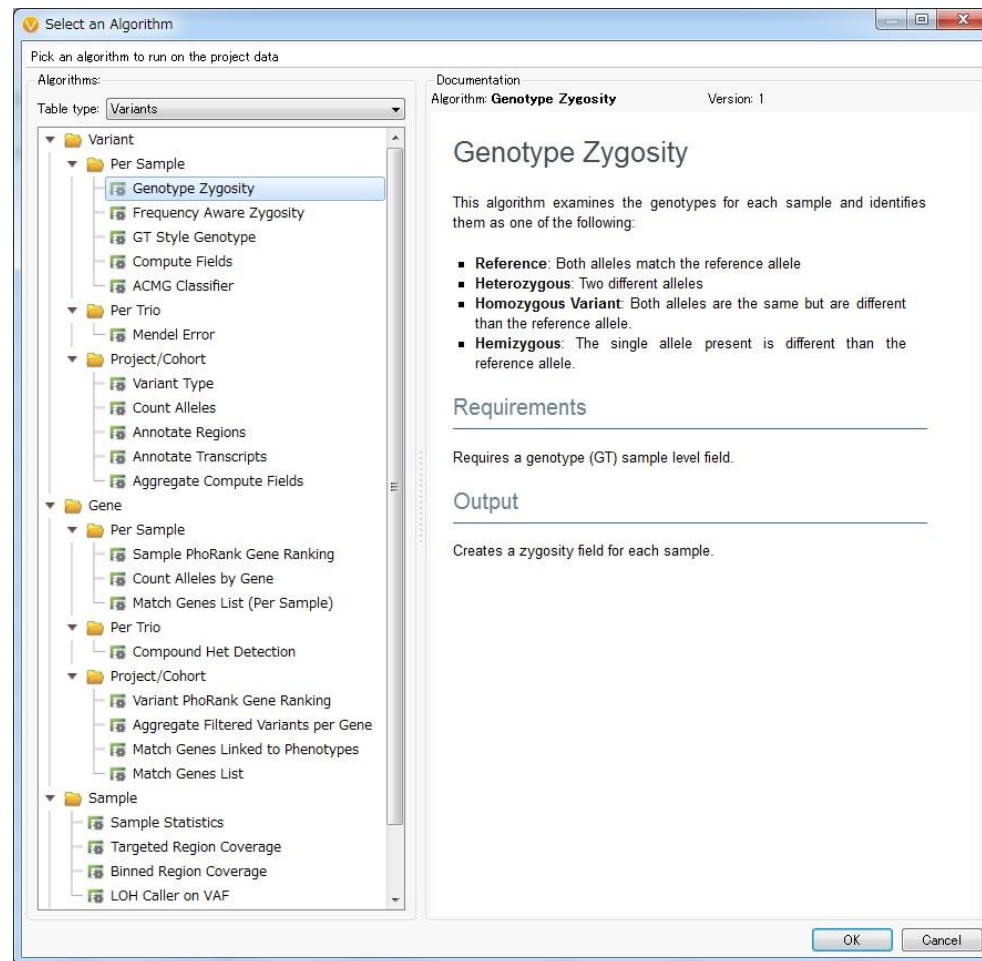 Select an Algorithm
Pick an algorithm to run on the project data
Algorithms:
Table type: Variants
Variant
Per Sample
Genotype Zygosity
Frequency Aware Zygosity
GT Style Genotype
Compute Fields
ACMG Classifier
Per Trio
Mendel Error
Project/Cohort
Variant Type
Count Alleles
Annotate Regions
Annotate Transcripts
Aggregate Compute Fields
Gene
Per Sample
Sample PhoRank Gene Ranking
Count Alleles by Gene
Match Genes List (Per Sample)
Per Trio
Compound Het Detection
Project/Cohort
Variant PhoRank Gene Ranking
Aggregate Filtered Variants per Gene
Match Genes Linked to Phenotypes
Match Genes List
Sample
Sample Statistics
Targeted Region Coverage
Binned Region Coverage
LOH Caller on VAF
Documentation
Algorithm: Genotype Zygosity Version: 1
Genotype Zygosity
This algorithm examines the genotypes for each sample and identifies
them as one of the following:
▪ Reference: Both alleles match the reference allele
▪ Heterozygous: Two different alleles
▪ Homozygous Variant: Both alleles are the same but are different
than the reference allele.
▪ Hemizygous: The single allele present is different than the
reference allele.
Requirements
Requires a genotype (GT) sample level field.
Output
Creates a zygosity field for each sample.
OK Cancel